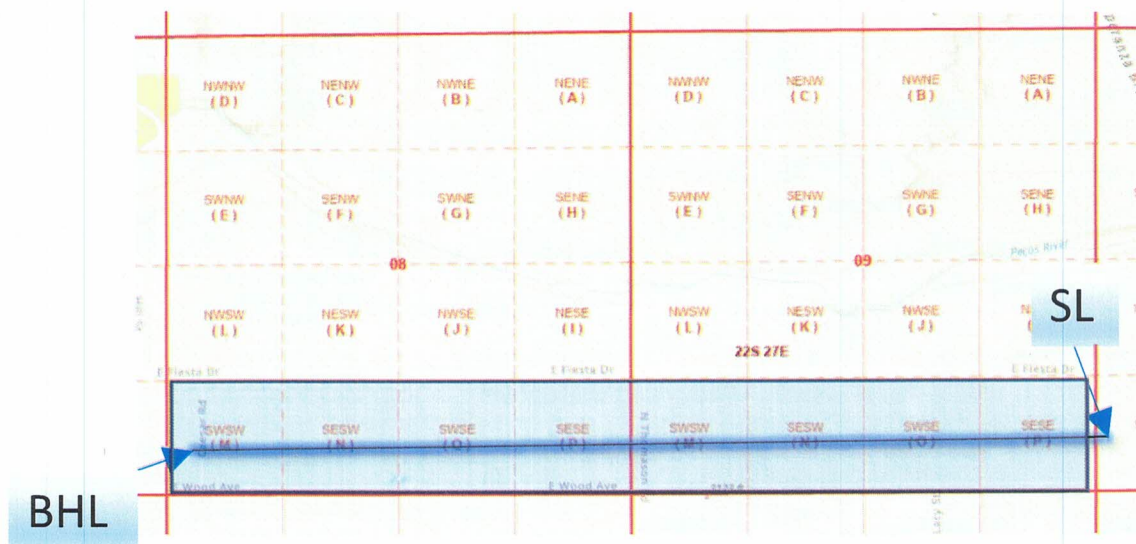 NWNW NENW NWNE NENE NWNW NENW NWNE NENE
(D) (C) (B) (A) (D) (C) (B) (A)
SWNW SENW SWNE SENE SWNW SENW SWNE SENE
(E) (F) (G) (H) (E) (F) (G) (H)
Pecos River
08 09
NWSW NESW NWSE NESE NWSW NESW NWSE
(L) (K) (J) (I) (L) (K) (J)
SL
22S 27E
E Fiesta Dr E Fiesta Dr E Fiesta Dr
SWSW SESW SWSE SESE SWSW SESW SWSE SESE
(M) (N) (O) (P) (M) (N) (O) (P)
E Wood Ave E Wood Ave
Lacy St
BHL